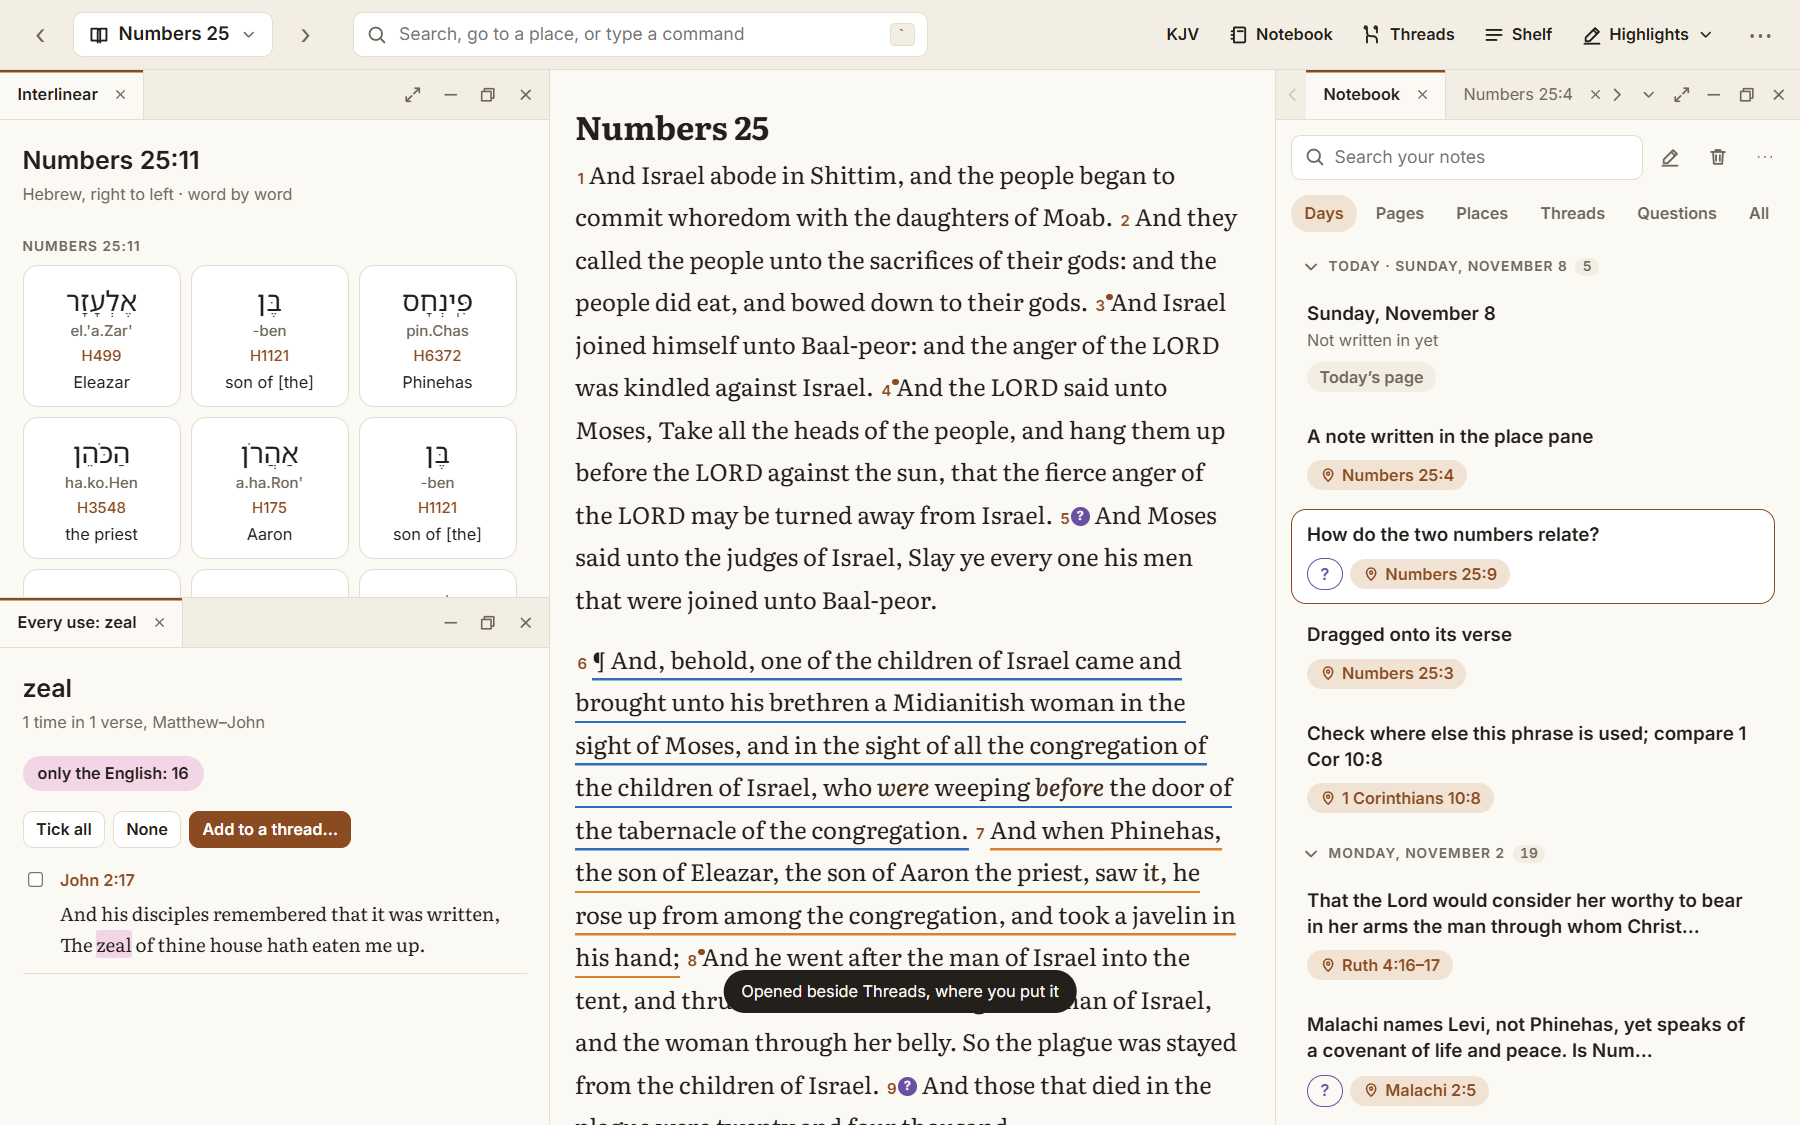 Numbers 25
Search, go to a place, or type a command
`
KJV
Notebook
Threads
Shelf
Highlights
Interlinear
Numbers 25:11
Hebrew, right to left · word by word
NUMBERS 25:11
פִּינְחָס
pin.Chas
H6372
Phinehas
בֶּן
-ben
H1121
son of [the]
אֶלְעָזָר
el.'a.Zar'
H499
Eleazar
בֶּן
-ben
H1121
son of [the]
אַהֲרֹן
a.ha.Ron'
H175
Aaron
הַכֹּהֵן
ha.ko.Hen
H3548
the priest
Every use: zeal
zeal
1 time in 1 verse, Matthew–John
only the English: 16
Tick all
None
Add to a thread…
John 2:17
And his disciples remembered that it was written,
The zeal of thine house hath eaten me up.
Numbers 25
1 And Israel abode in Shittim, and the people began to
commit whoredom with the daughters of Moab. 2 And they
called the people unto the sacrifices of their gods: and the
people did eat, and bowed down to their gods. 3 And Israel
joined himself unto Baal-peor: and the anger of the LORD
was kindled against Israel. 4 And the LORD said unto
Moses, Take all the heads of the people, and hang them up
before the LORD against the sun, that the fierce anger of
the LORD may be turned away from Israel. 5 ? And Moses
said unto the judges of Israel, Slay ye every one his men
that were joined unto Baal-peor.
6 ¶ And, behold, one of the children of Israel came and
brought unto his brethren a Midianitish woman in the
sight of Moses, and in the sight of all the congregation of
the children of Israel, who were weeping before the door of
the tabernacle of the congregation. 7 And when Phinehas,
the son of Eleazar, the son of Aaron the priest, saw it, he
rose up from among the congregation, and took a javelin in
his hand; 8 And he went after the man of Israel into the
tent, and thru
of Israel,
and the woman through her belly. So the plague was stayed
from the children of Israel. 9 ? And those that died in the
plague were twenty and four thousand.
Opened beside Threads, where you put it
Notebook
Numbers 25:4
Search your notes
Days
Pages
Places
Threads
Questions
All
TODAY · SUNDAY, NOVEMBER 8 5
Sunday, November 8
Not written in yet
Today’s page
A note written in the place pane
Numbers 25:4
How do the two numbers relate?
? Numbers 25:9
Dragged onto its verse
Numbers 25:3
Check where else this phrase is used; compare 1
Cor 10:8
1 Corinthians 10:8
MONDAY, NOVEMBER 2 19
That the Lord would consider her worthy to bear
in her arms the man through whom Christ…
Ruth 4:16–17
Malachi names Levi, not Phinehas, yet speaks of
a covenant of life and peace. Is Num…
? Malachi 2:5